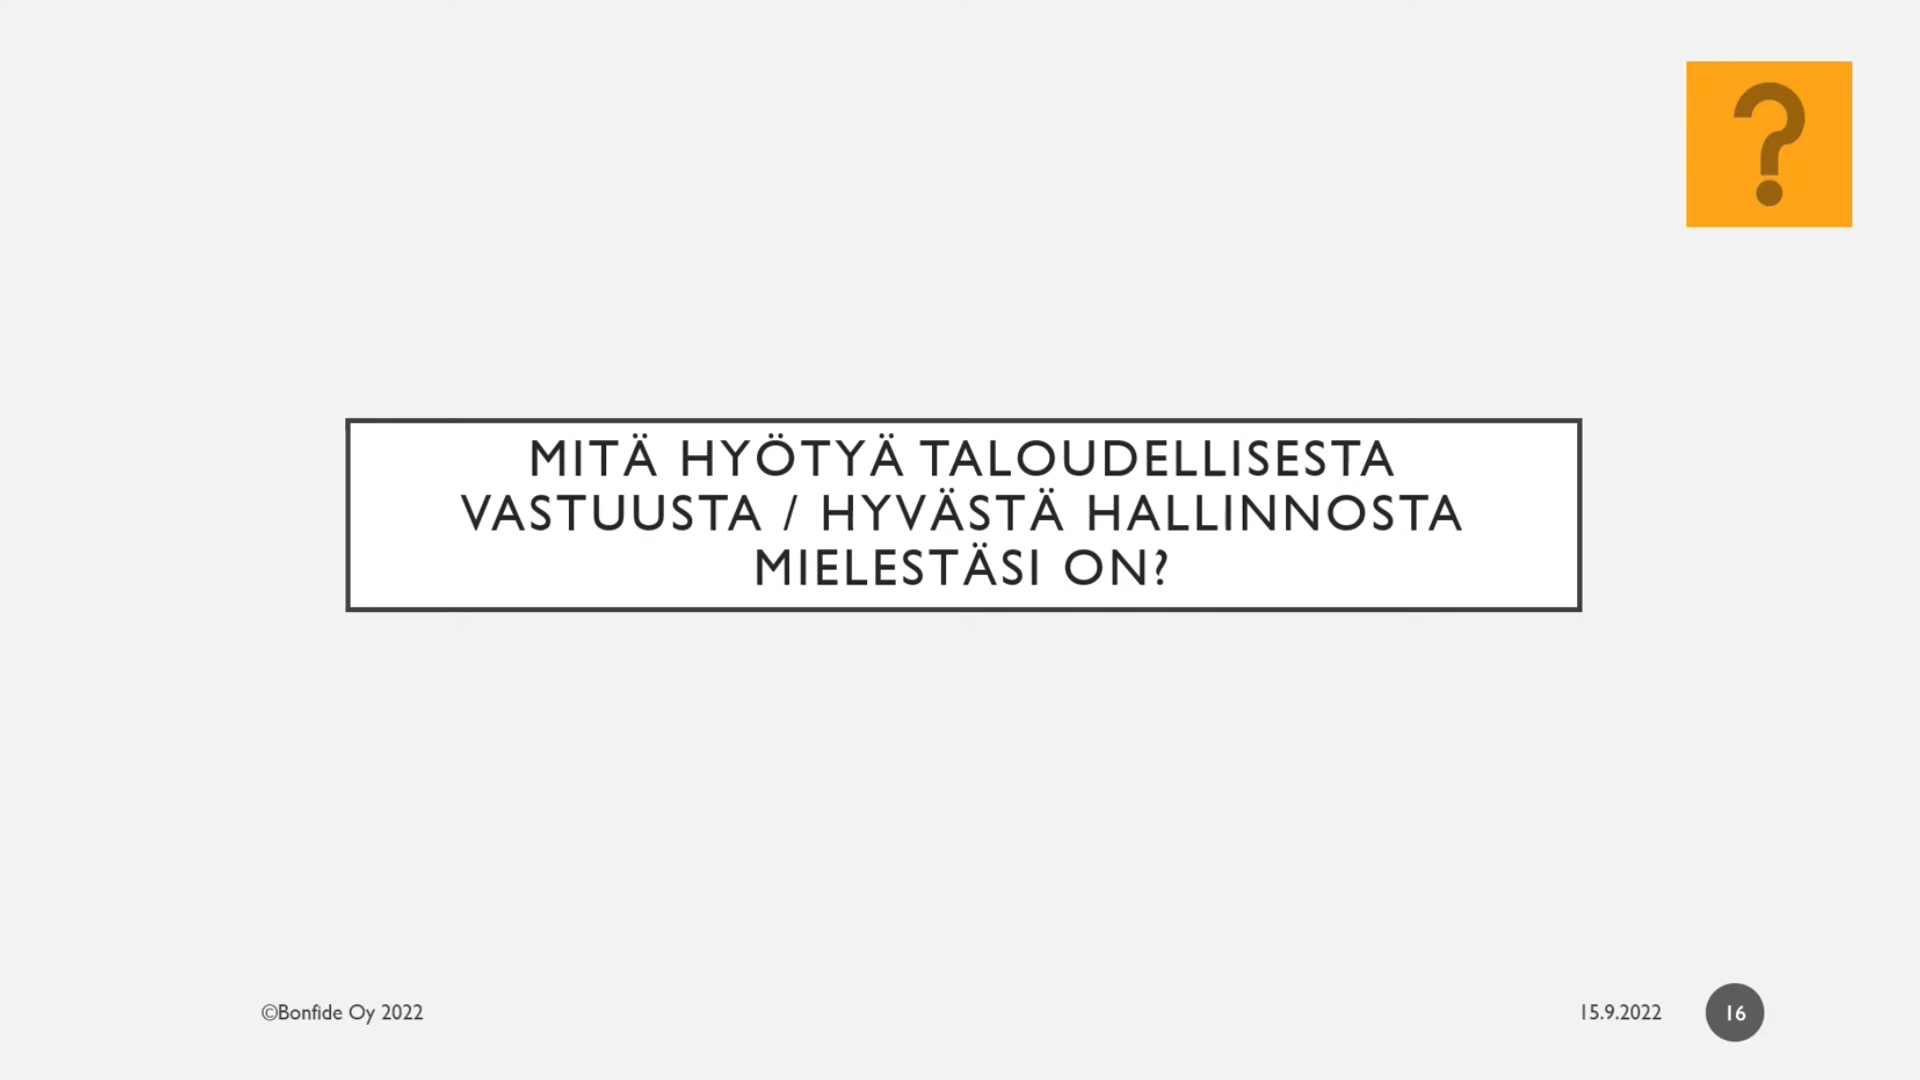 ?
MITÄ HYÖTYÄ TALOUDELLISESTA
VASTUUSTA / HYVÄSTÄ HALLINNOSTA
MIELESTÄSI ON?
©Bonfide Oy 2022
15.9.2022
16